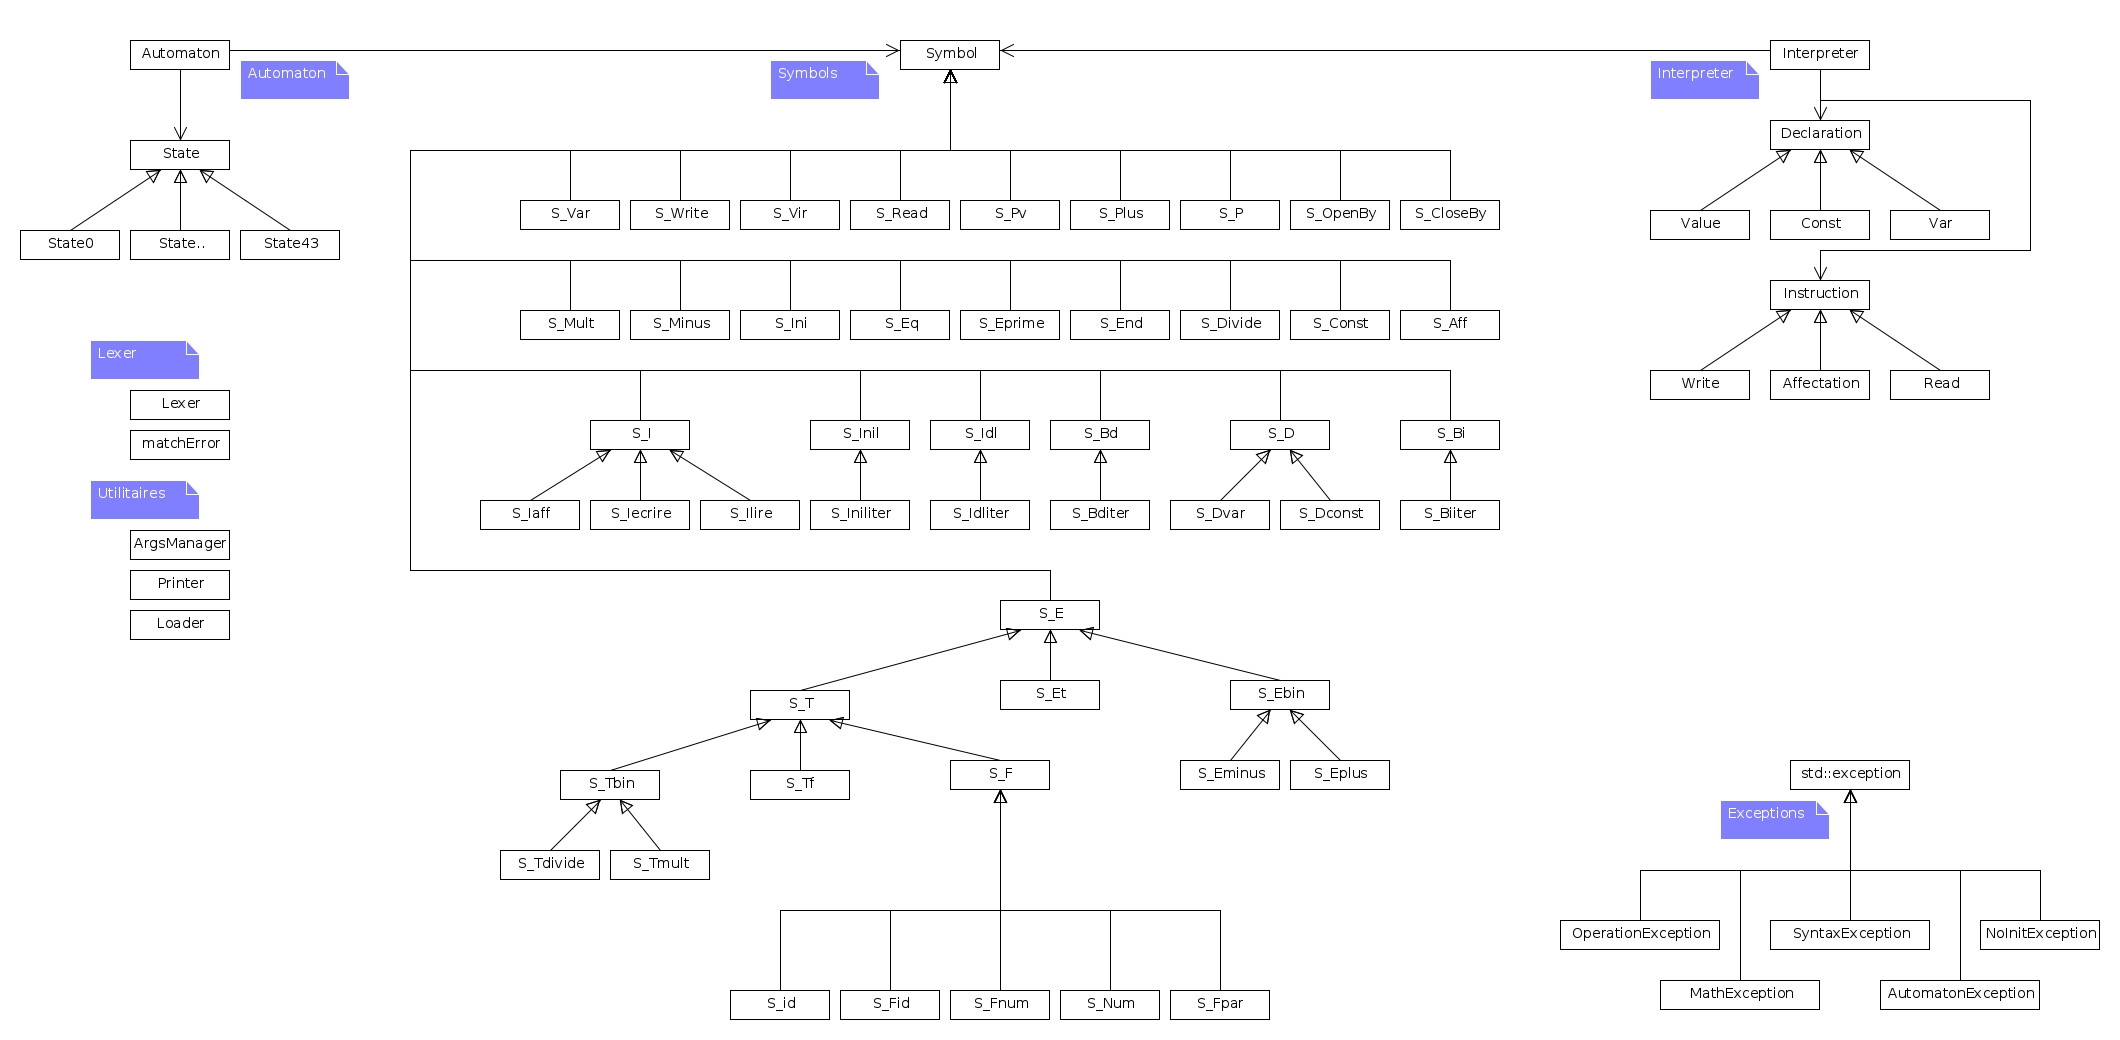 Automaton
Symbol
Interpreter
Automaton
Symbols
Interpreter
Declaration
State
S_Var
S_Write
S_Vir
S_Read
S_Pv
S_Plus
S_P
S_OpenBy
S_CloseBy
Value
Const
Var
State0
State..
State43
Instruction
S_Mult
S_Minus
S_Ini
S_Eq
S_Eprime
S_End
S_Divide
S_Const
S_Aff
Lexer
Write
Affectation
Read
Lexer
matchError
S_I
S_Inil
S_Idl
S_Bd
S_D
S_Bi
Utilitaires
S_Iaff
S_Iecrire
S_Ilire
S_Iniliter
S_Idliter
S_Bditer
S_Dvar
S_Dconst
S_Biiter
ArgsManager
Printer
Loader
S_E
S_T
S_Et
S_Ebin
S_Tbin
S_Tf
S_F
S_Eminus
S_Eplus
std::exception
Exceptions
S_Tdivide
S_Tmult
OperationException
SyntaxException
NoInitException
MathException
AutomatonException
S_id
S_Fid
S_Fnum
S_Num
S_Fpar